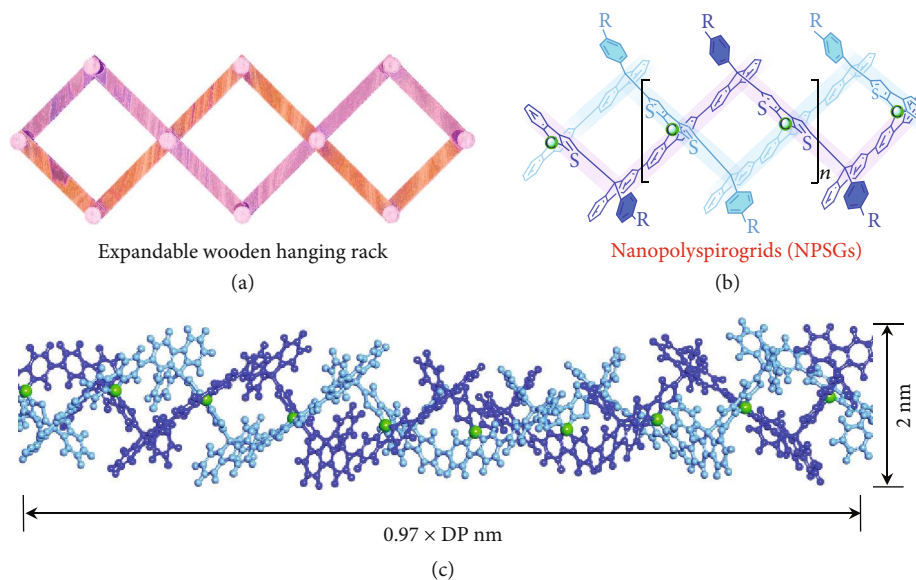 Expandable wooden hanging rack
(a)
R
R
R
S
S
S
S
S
S
n
R
R
R
Nanopolyspirogrids (NPSGs)
(b)
2 nm
0.97 × DP nm
(c)